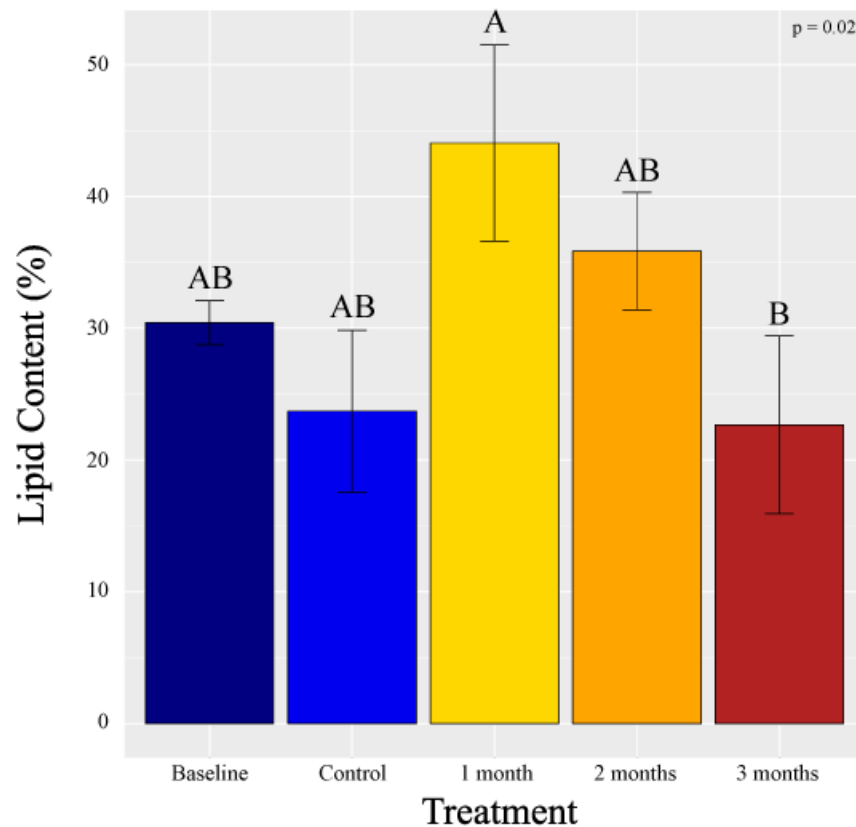 A
p = 0.02
50
AB
40
AB
AB
B
30
20
10
0
Lipid Content (%)
Baseline Control 1 month 2 months 3 months
Treatment